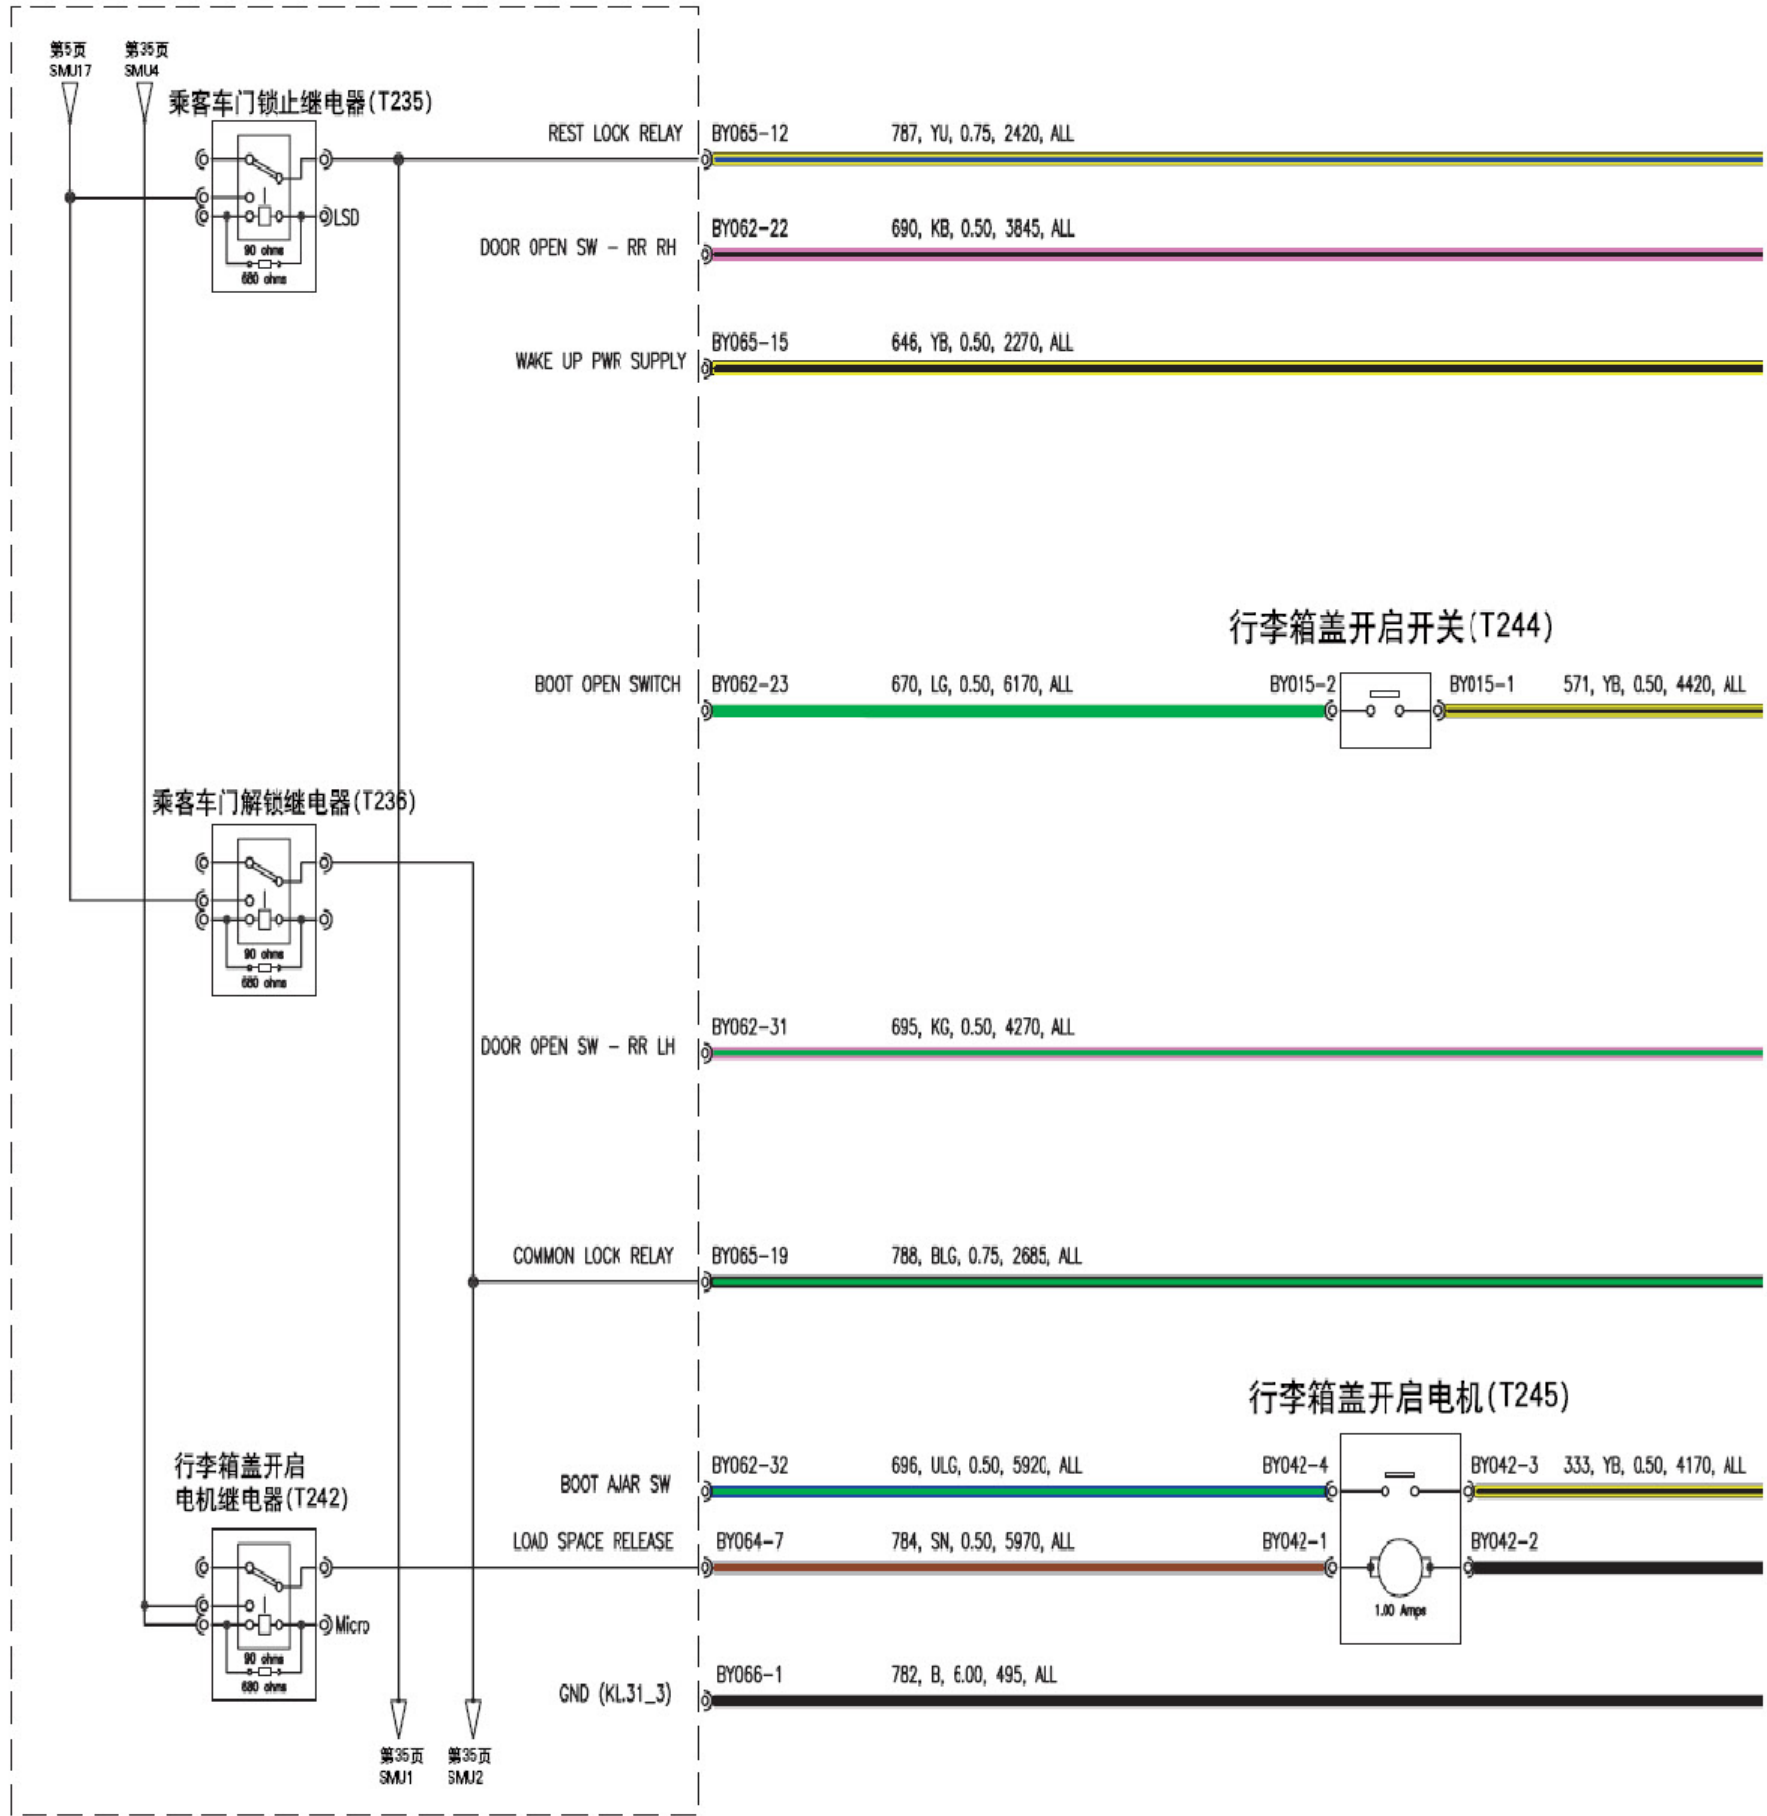 第5页
SMU17
第35页
SMU4
乘客车门锁止继电器(T235)
REST LOCK RELAY
BY065-12
787, YU, 0.75, 2420, ALL
LSD
90 ohms
680 ohms
DOOR OPEN SW - RR RH
BY062-22
690, KB, 0.50, 3845, ALL
WAKE UP PWR SUPPLY
BY065-15
646, YB, 0.50, 2270, ALL
行李箱盖开启开关(T244)
BOOT OPEN SWITCH
BY062-23
670, LG, 0.50, 6170, ALL
BY015-2
BY015-1
571, YB, 0.50, 4420, ALL
乘客车门解锁继电器(T236)
90 ohms
680 ohms
DOOR OPEN SW - RR LH
BY062-31
695, KG, 0.50, 4270, ALL
COMMON LOCK RELAY
BY065-19
788, BLG, 0.75, 2685, ALL
行李箱盖开启电机(T245)
行李箱盖开启
电机继电器(T242)
BOOT AJAR SW
BY062-32
696, ULG, 0.50, 5920, ALL
BY042-4
BY042-3
333, YB, 0.50, 4170, ALL
LOAD SPACE RELEASE
BY064-7
784, SN, 0.50, 5970, ALL
BY042-1
BY042-2
1.00 Amps
Micro
90 ohms
680 ohms
GND (KL31_3)
BY066-1
782, B, 6.00, 495, ALL
第35页
SMU1
第35页
SMU2